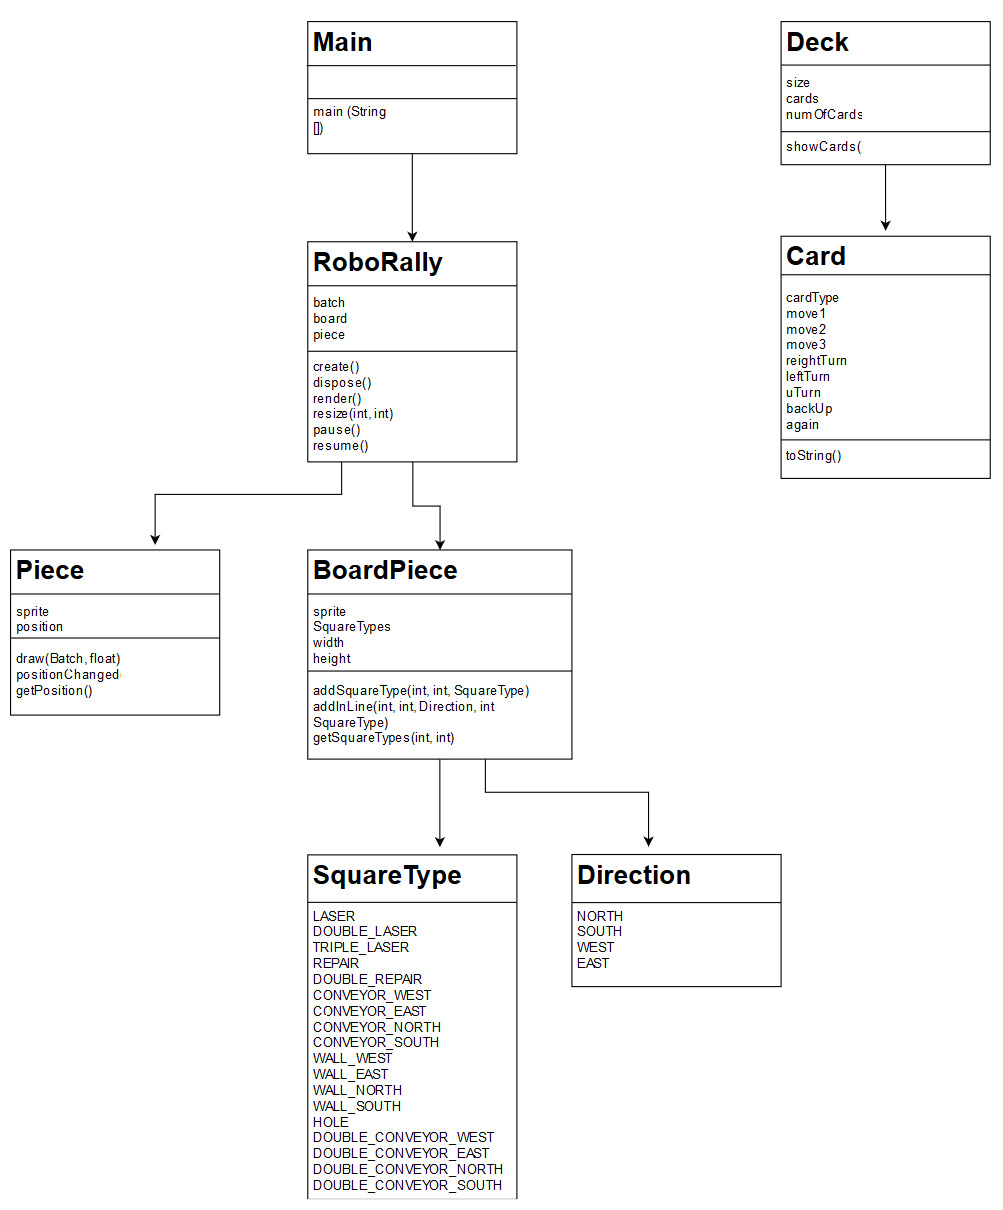 Main
main (String
[])
Deck
size
cards
numOfCards
showCards(
RoboRally
batch
board
piece
create()
dispose()
render()
resize(int, int)
pause()
resume()
Card
cardType
move1
move2
move3
reightTurn
leftTurn
uTurn
backUp
again
toString()
Piece
sprite
position
draw(Batch, float)
positionChanged(
getPosition()
BoardPiece
sprite
SquareTypes
width
height
addSquareType(int, int, SquareType)
addInLine(int, int, Direction, int
SquareType)
getSquareTypes(int, int)
SquareType
LASER
DOUBLE_LASER
TRIPLE_LASER
REPAIR
DOUBLE_REPAIR
CONVEYOR_WEST
CONVEYOR_EAST
CONVEYOR_NORTH
CONVEYOR_SOUTH
WALL_WEST
WALL_EAST
WALL_NORTH
WALL_SOUTH
HOLE
DOUBLE_CONVEYOR_WEST
DOUBLE_CONVEYOR_EAST
DOUBLE_CONVEYOR_NORTH
DOUBLE_CONVEYOR_SOUTH
Direction
NORTH
SOUTH
WEST
EAST